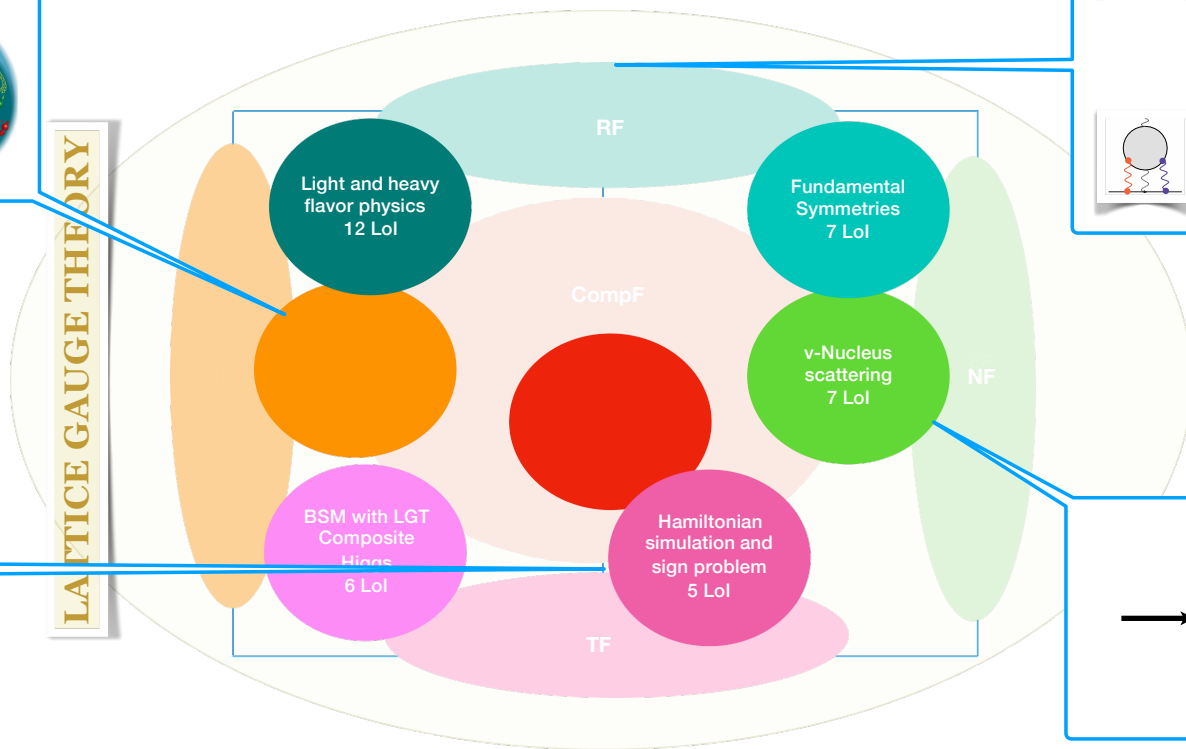 LATTICE GAUGE THEORY
RF
Light and heavy
flavor physics
12 LoI
Fundamental
Symmetries
7 LoI
CompF
ν-Nucleus
scattering
7 LoI
NF
BSM with LGT
Composite
Higgs
6 LoI
Hamiltonian
simulation and
sign problem
5 LoI
TF